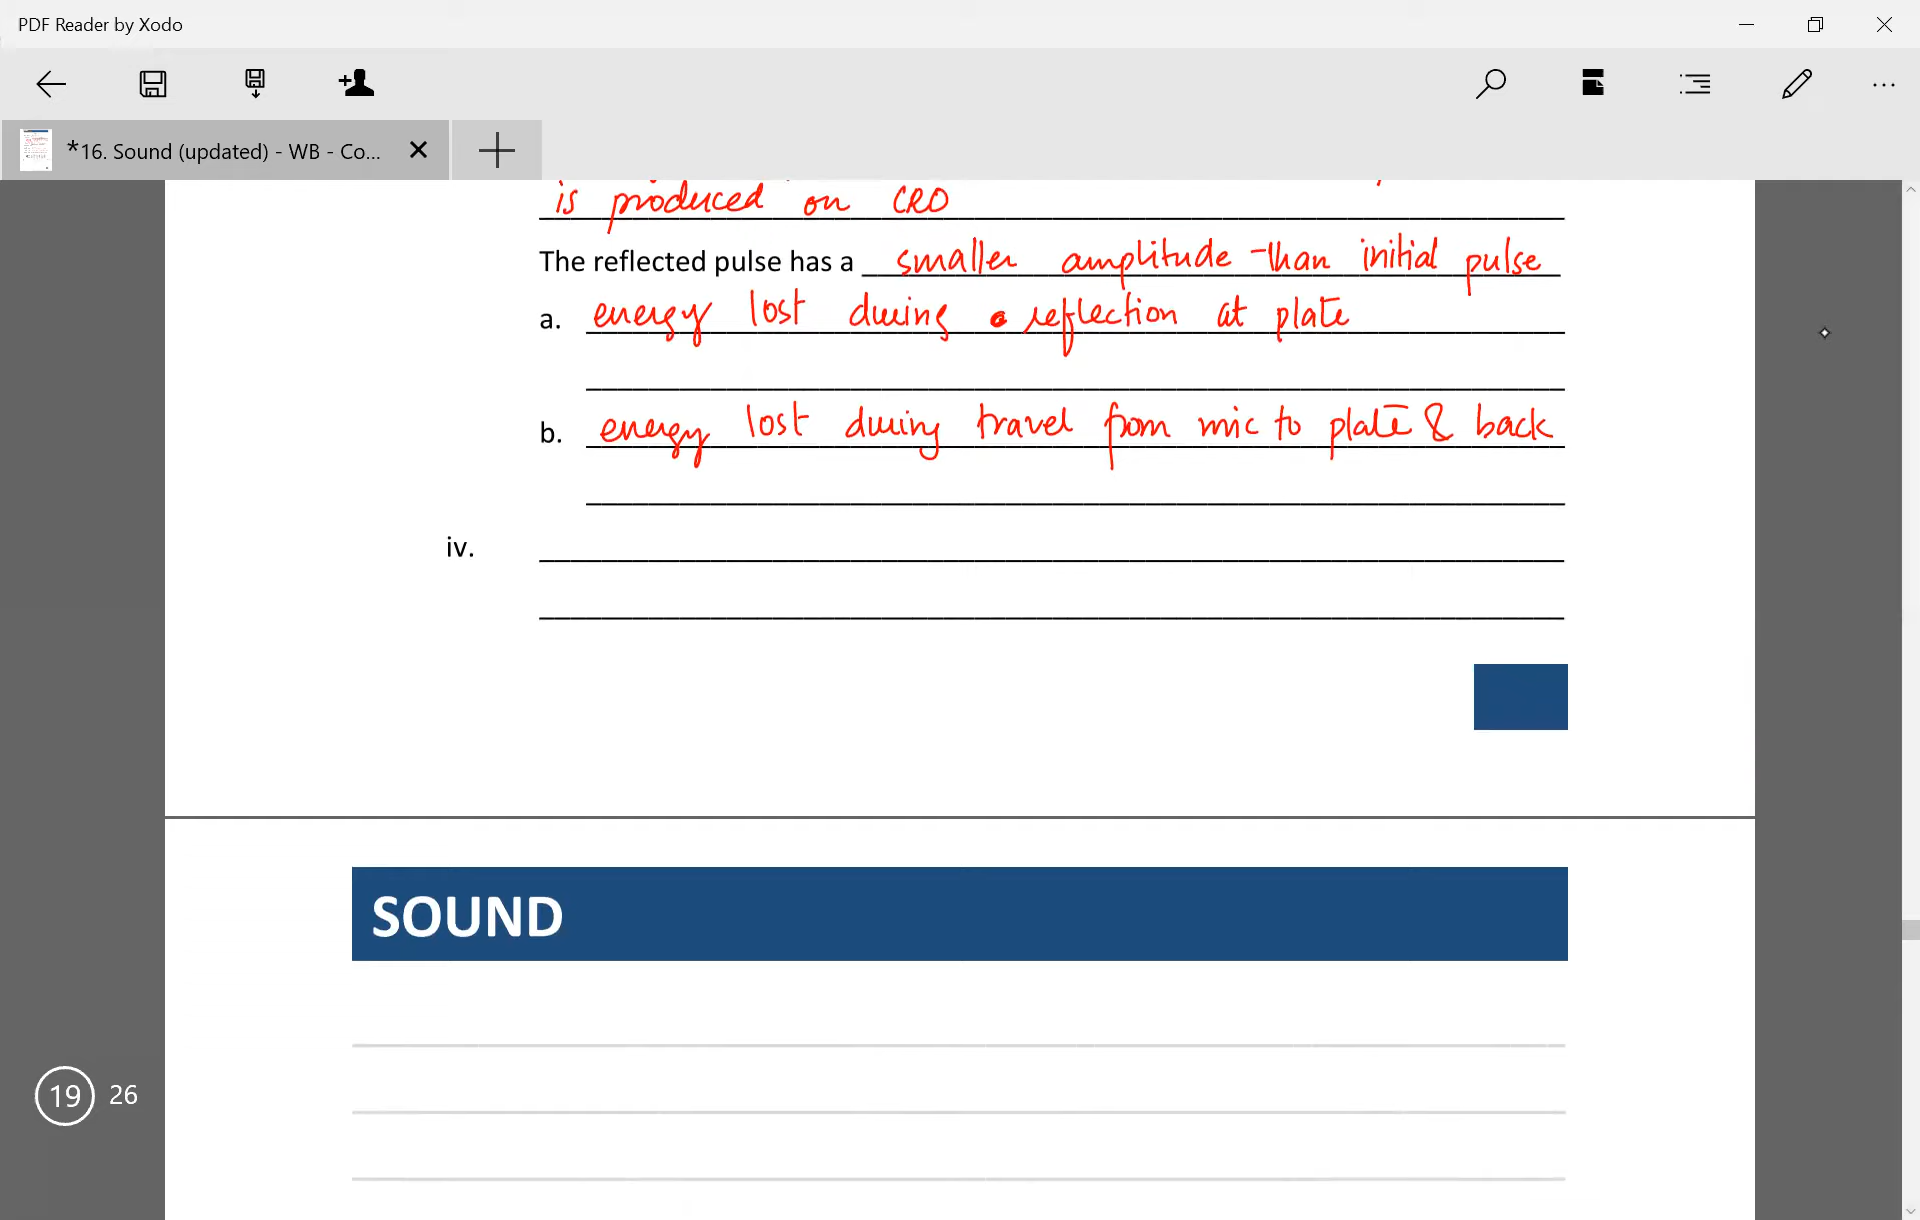 PDF Reader by Xodo
*16. Sound (updated) - WB - Co...
is produced on CRO
The reflected pulse has a smaller amplitude than initial pulse
a. energy lost during reflection at plate
b. energy lost during travel from mic to plate & back
iv.
SOUND
19 26